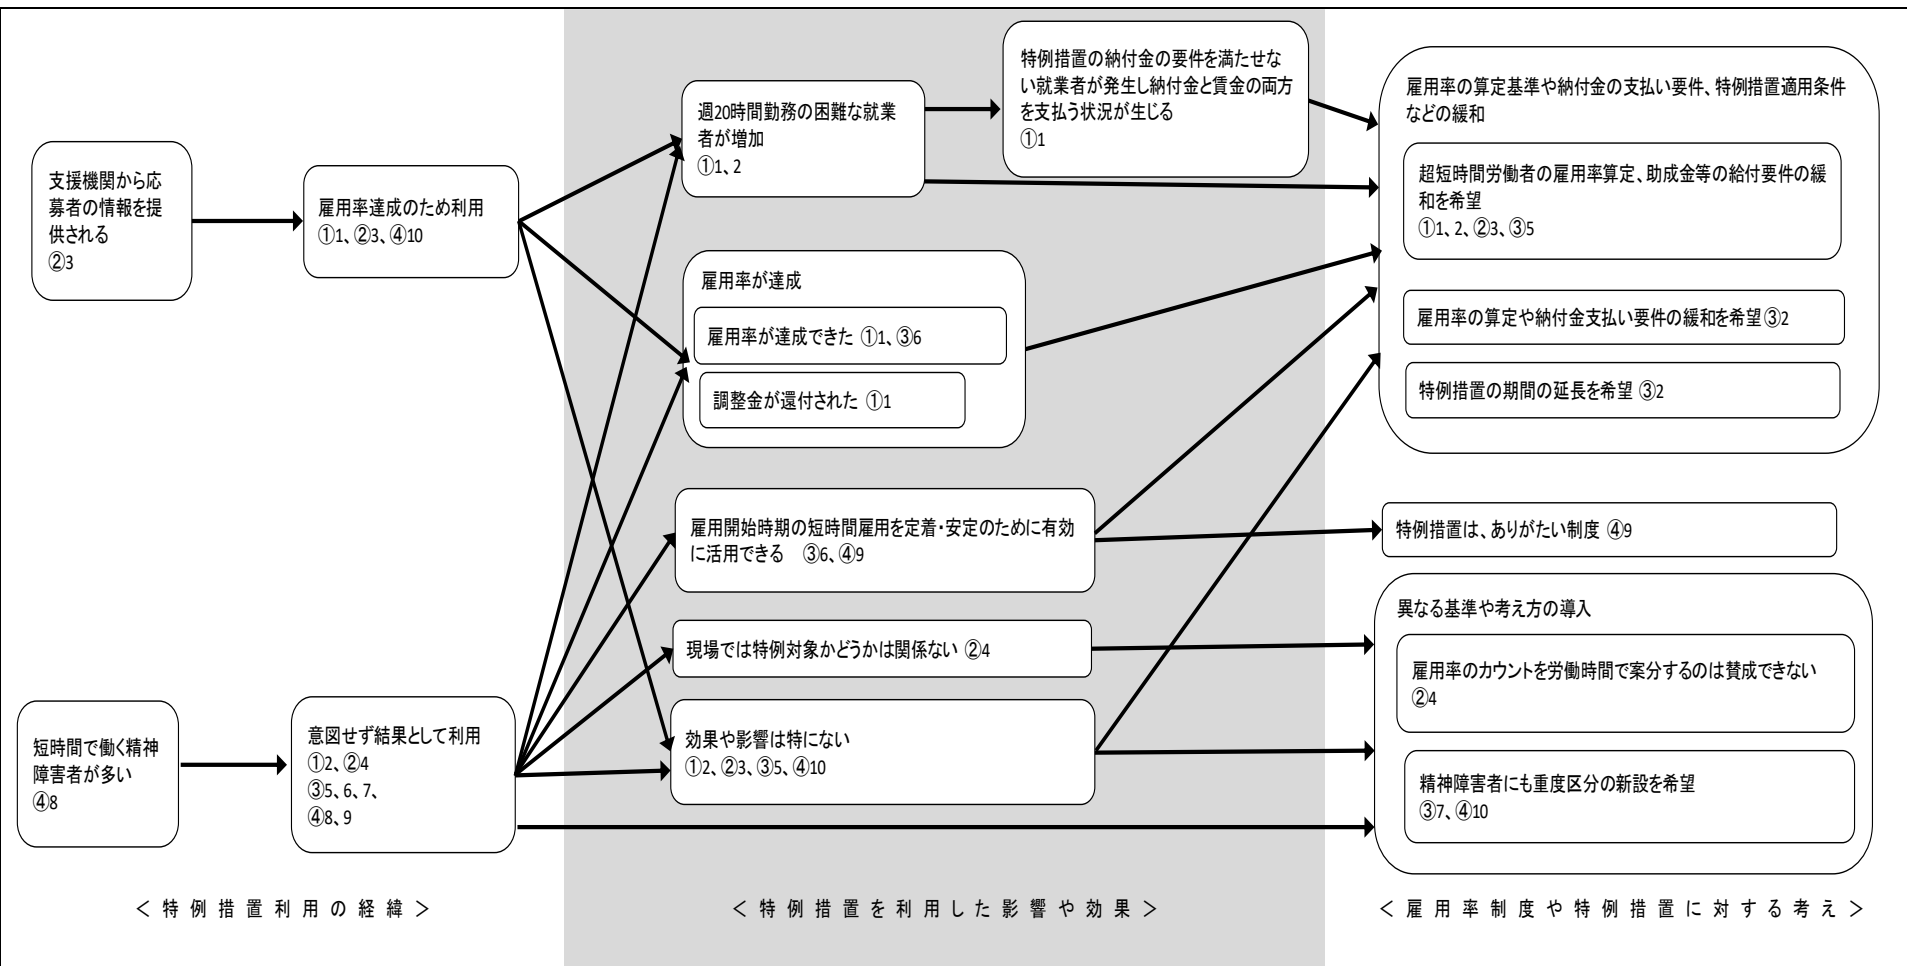 支援機関から応
募者の情報を提
供される
②3
雇用率達成のため利用
①1、②3、④10
短時間で働く精神
障害者が多い
④8
意図せず結果として利用
①2、②4
③5、6、7、
④8、9
＜特例措置利用の経緯＞
週20時間勤務の困難な就業
者が増加
①1、2
特例措置の納付金の要件を満たせな
い就業者が発生し納付金と賃金の両方
を支払う状況が生じる
①1
雇用率が達成
雇用率が達成できた ①1、③6
調整金が還付された ①1
雇用開始時期の短時間雇用を定着・安定のために有効
に活用できる　③6、④9
現場では特例対象かどうかは関係ない ②4
効果や影響は特にない
①2、②3、③5、④10
＜特例措置を利用した影響や効果＞
雇用率の算定基準や納付金の支払い要件、特例措置適用条件
などの緩和
超短時間労働者の雇用率算定、助成金等の給付要件の緩
和を希望
①1、2、②3、③5
雇用率の算定や納付金支払い要件の緩和を希望③2
特例措置の期間の延長を希望 ③2
特例措置は、ありがたい制度 ④9
異なる基準や考え方の導入
雇用率のカウントを労働時間で案分するのは賛成できない
②4
精神障害者にも重度区分の新設を希望
③7、④10
＜雇用率制度や特例措置に対する考え＞